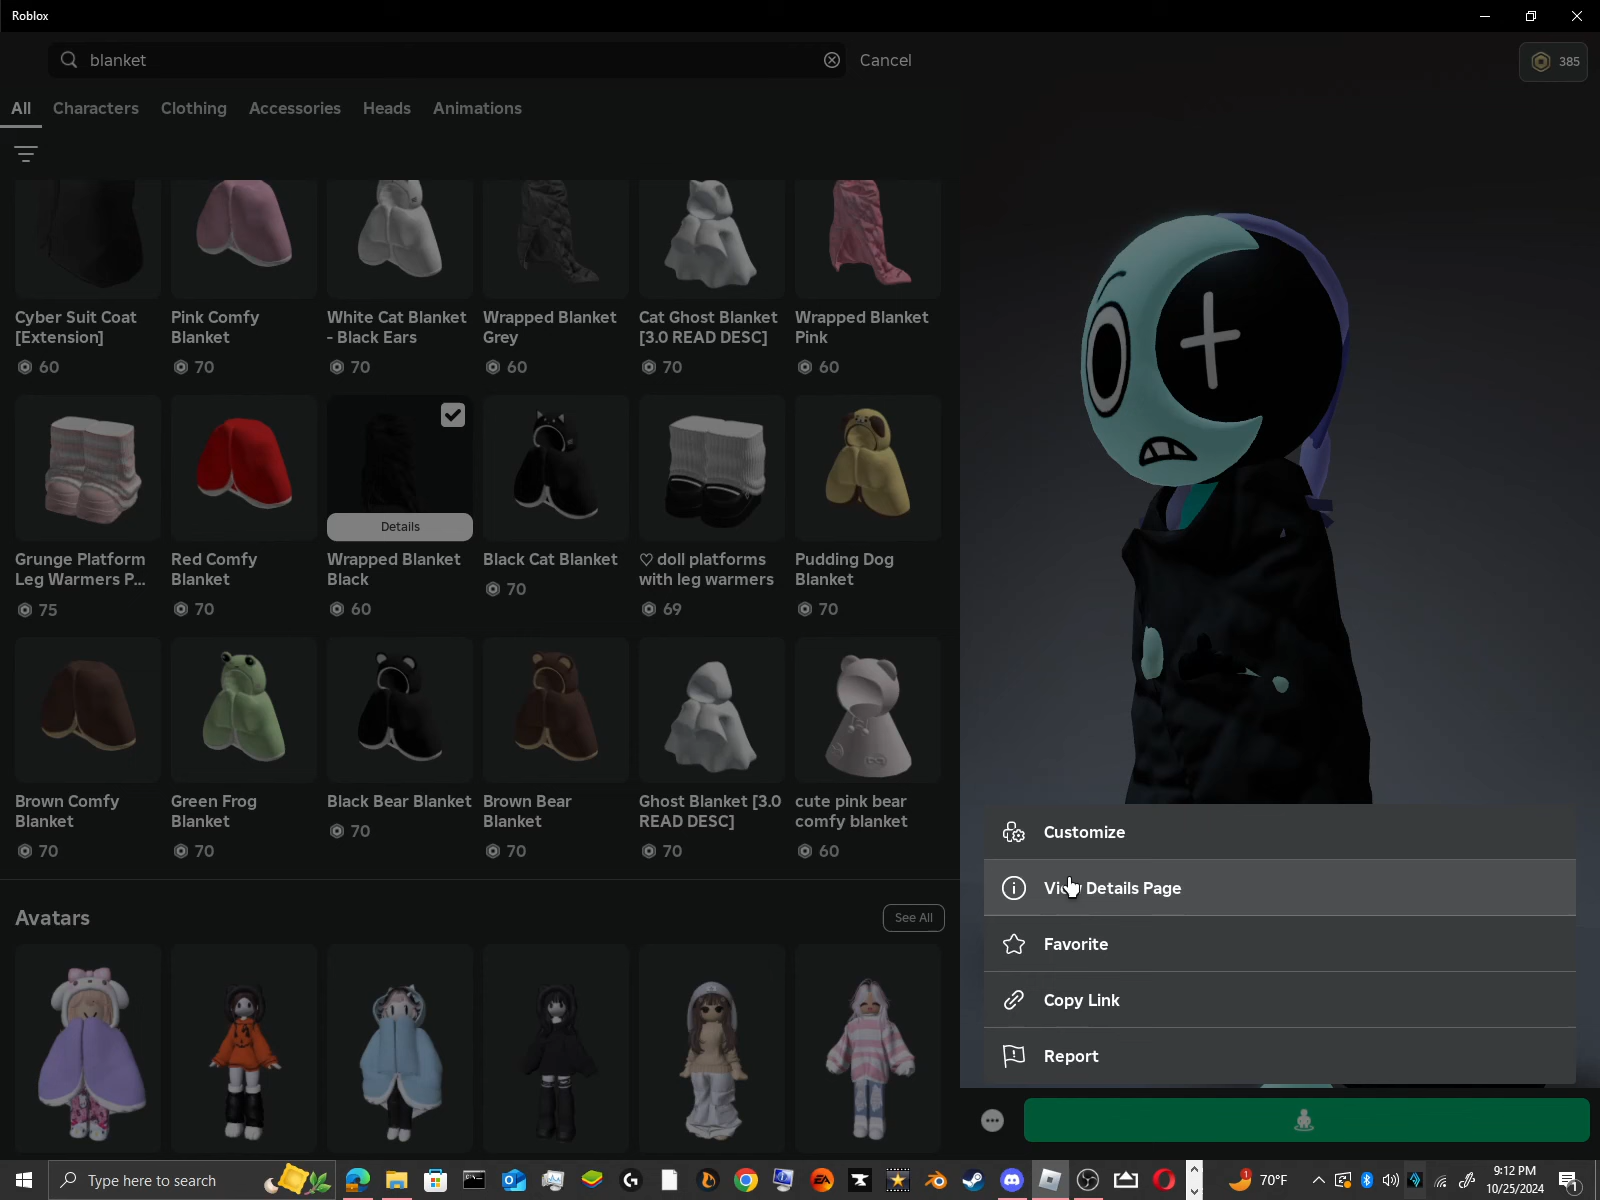 Roblox
blanket
Cancel
385
All Characters Clothing Accessories Heads Animations
Cyber Suit Coat
[Extension]
60
Pink Comfy
Blanket
70
White Cat Blanket
- Black Ears
70
Wrapped Blanket
Grey
60
Cat Ghost Blanket
[3.0 READ DESC]
70
Wrapped Blanket
Pink
60
Grunge Platform
Leg Warmers P...
75
Red Comfy
Blanket
70
Details
Wrapped Blanket
Black
60
Black Cat Blanket
70
♡ doll platforms
with leg warmers
69
Pudding Dog
Blanket
70
Brown Comfy
Blanket
70
Green Frog
Blanket
70
Black Bear Blanket
70
Brown Bear
Blanket
70
Ghost Blanket [3.0
READ DESC]
70
cute pink bear
comfy blanket
60
Avatars
See All
Customize
View Details Page
Favorite
Copy Link
Report
Type here to search
70°F
9:12 PM
10/25/2024
1